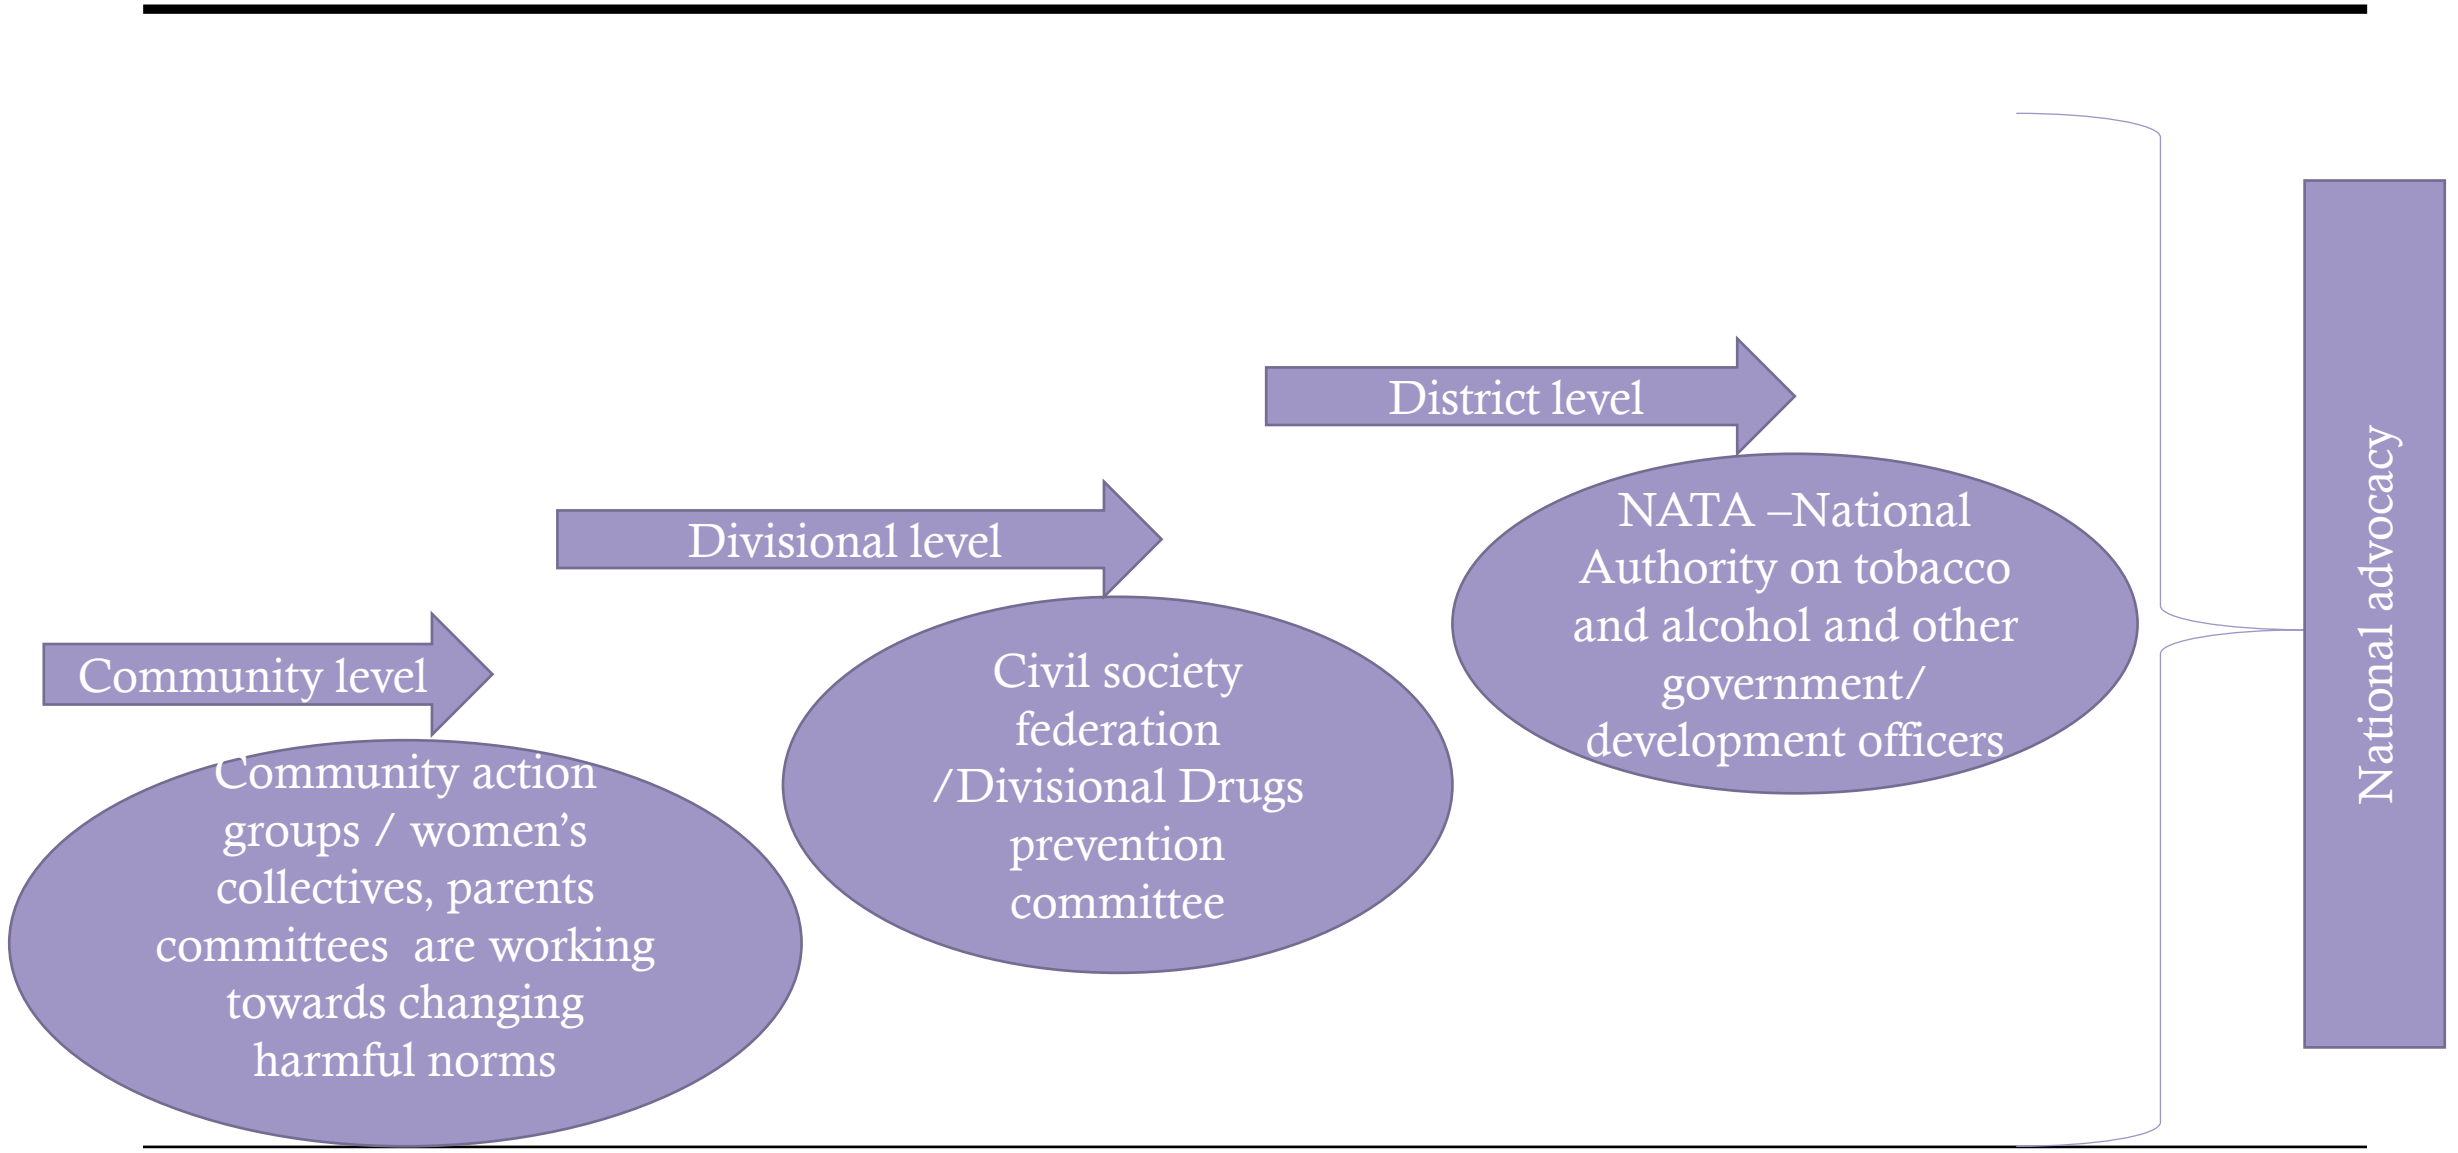 Community level
Community action
groups / women’s
collectives, parents
committees  are working
towards changing
harmful norms
Divisional level
Civil society
federation
/Divisional Drugs
prevention
committee
District level
NATA –National
Authority on tobacco
and alcohol and other
government/
development officers
National advocacy